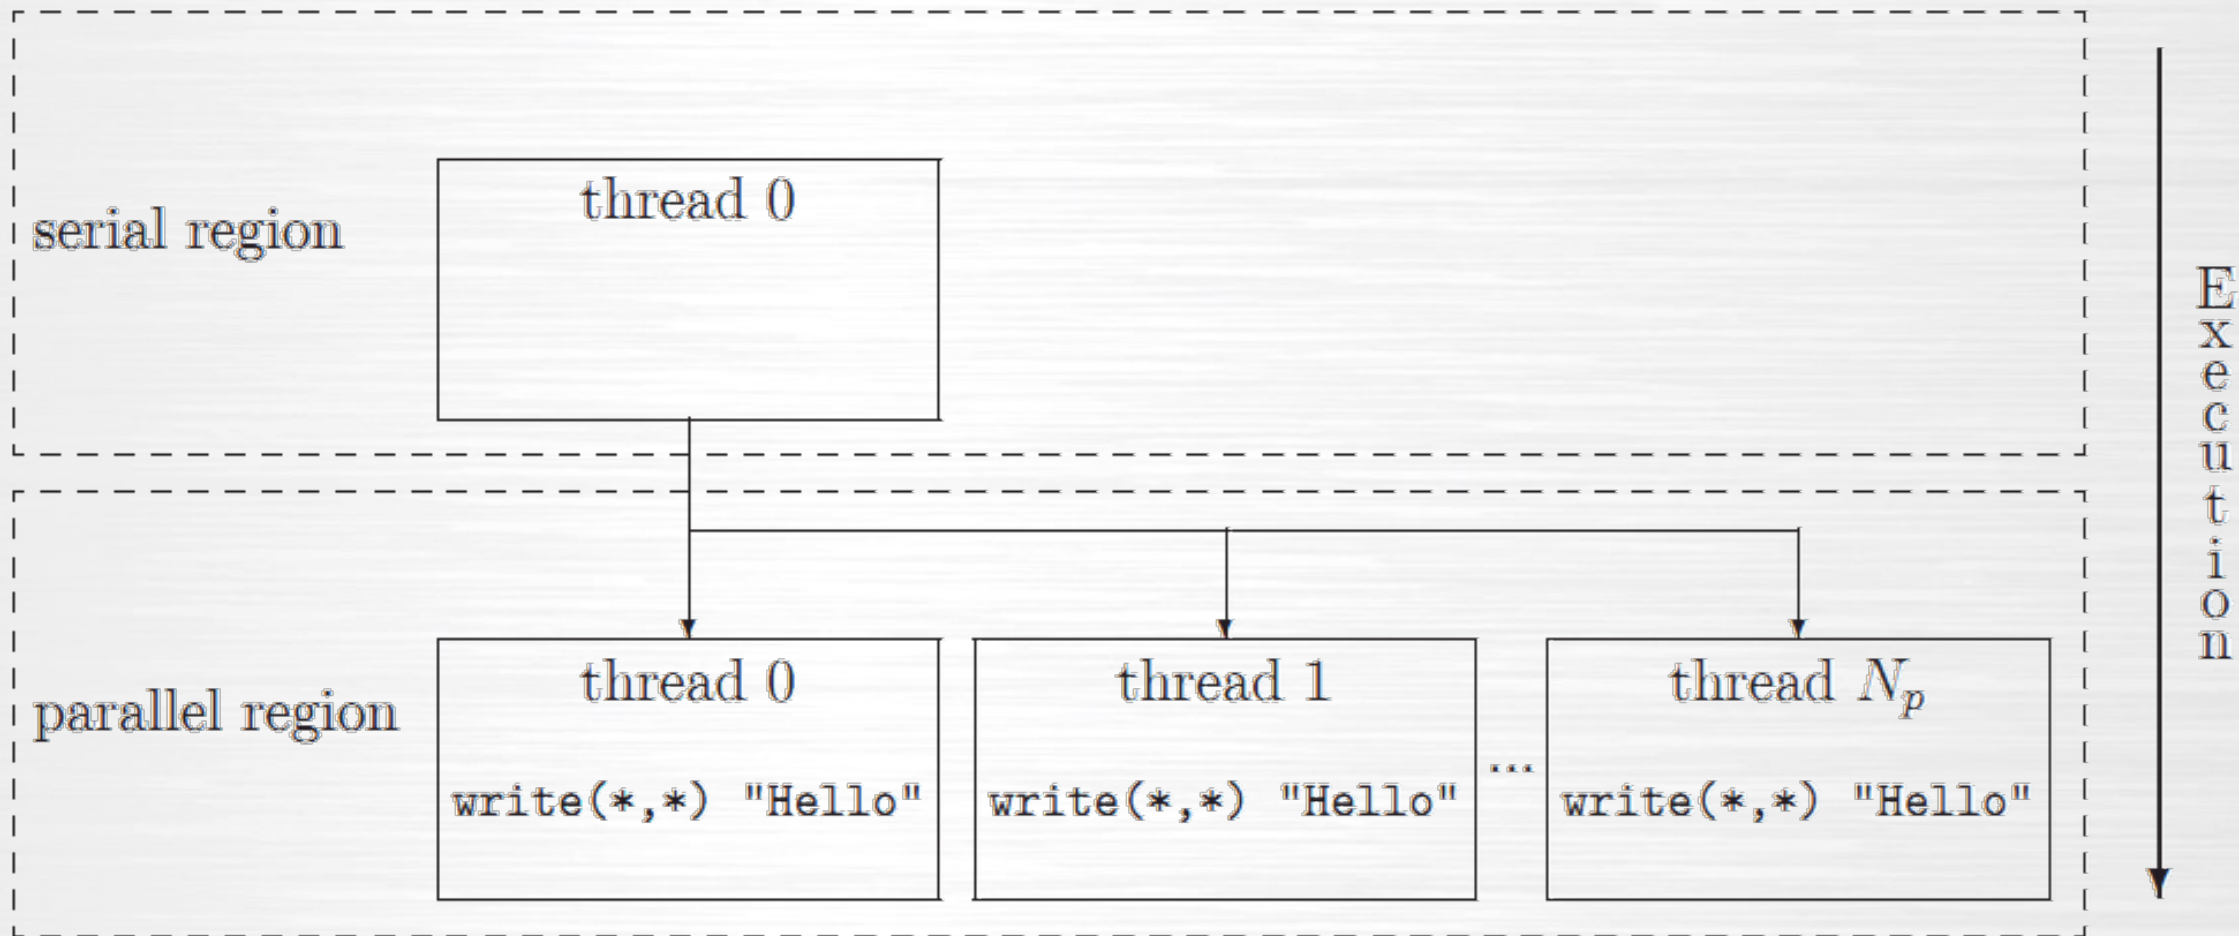 thread 0
serial region
Execution
parallel region
thread 0
write(*,*) "Hello"
thread 1
write(*,*) "Hello"
...
thread Np
write(*,*) "Hello"